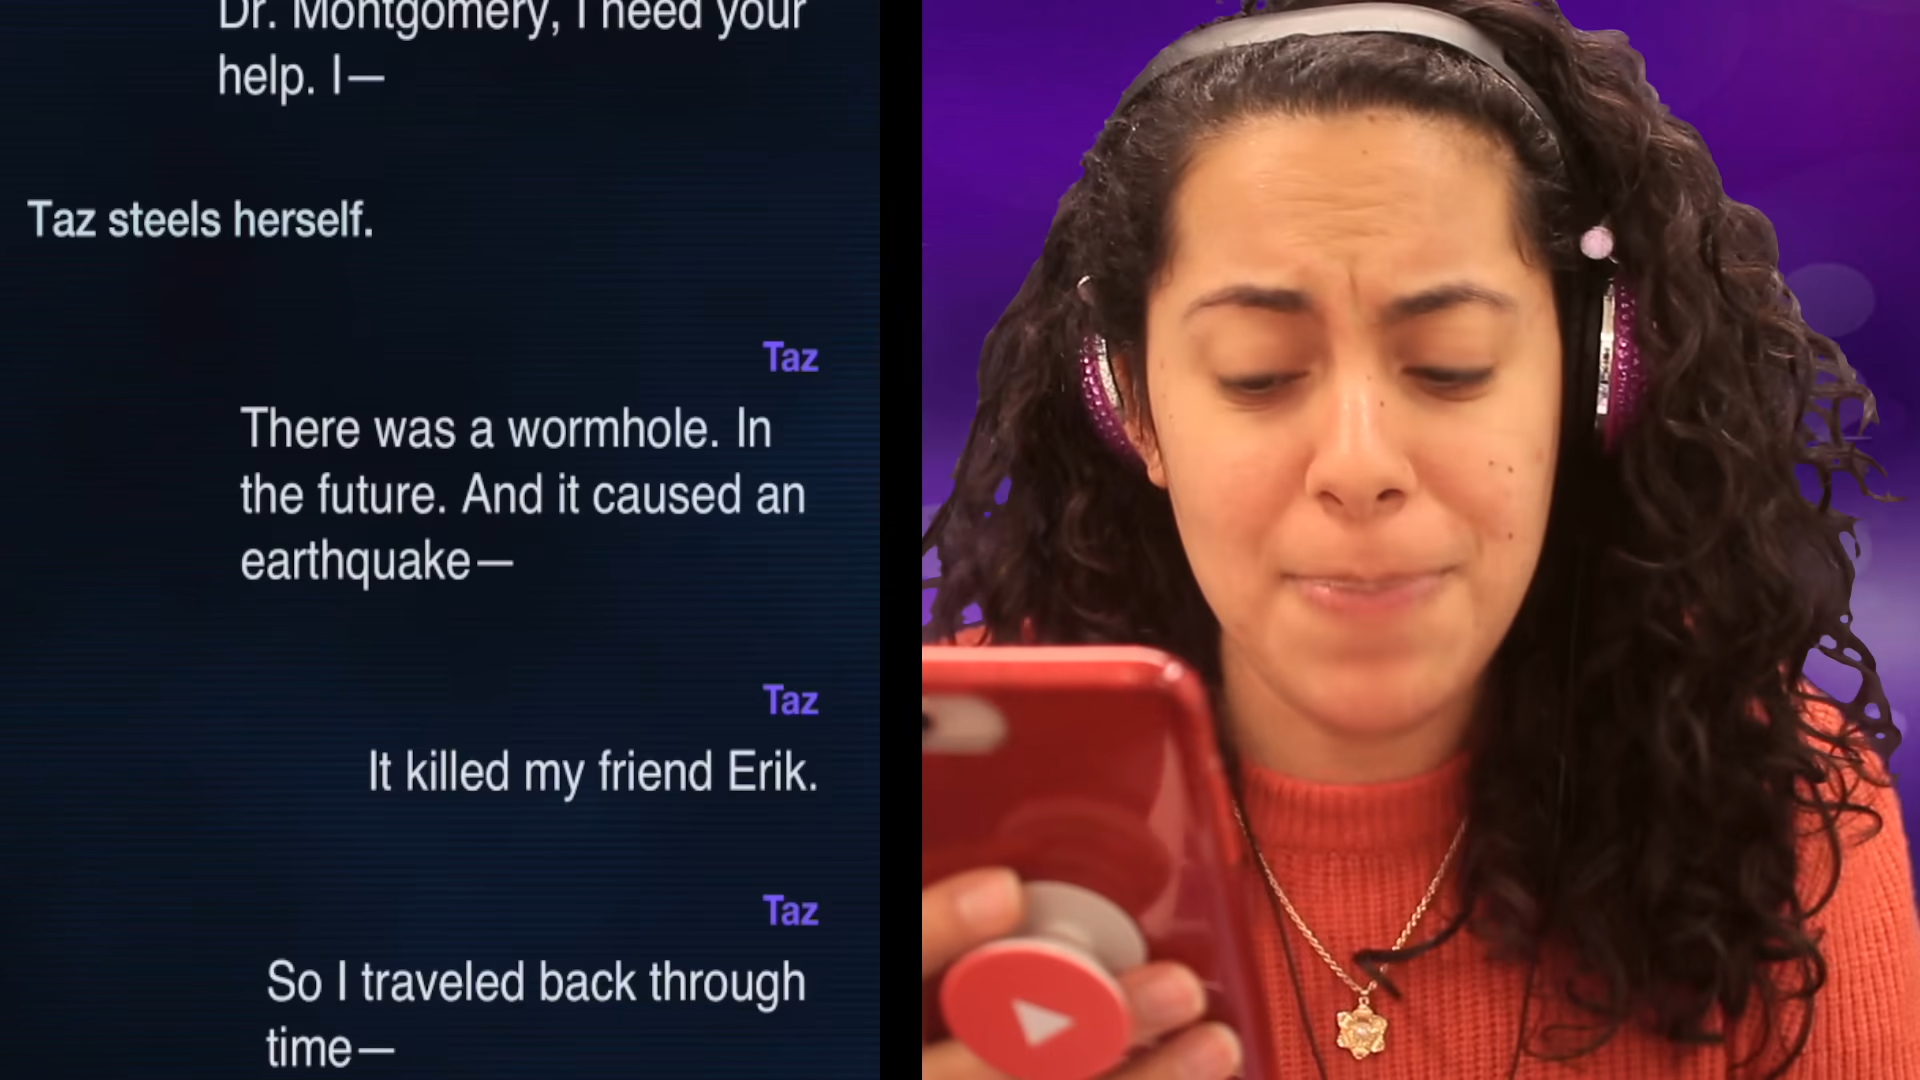 Dr. Montgomery, I need your
help. I—
Taz steels herself.
Taz
There was a wormhole. In
the future. And it caused an
earthquake—
Taz
It killed my friend Erik.
Taz
So I traveled back through
time—